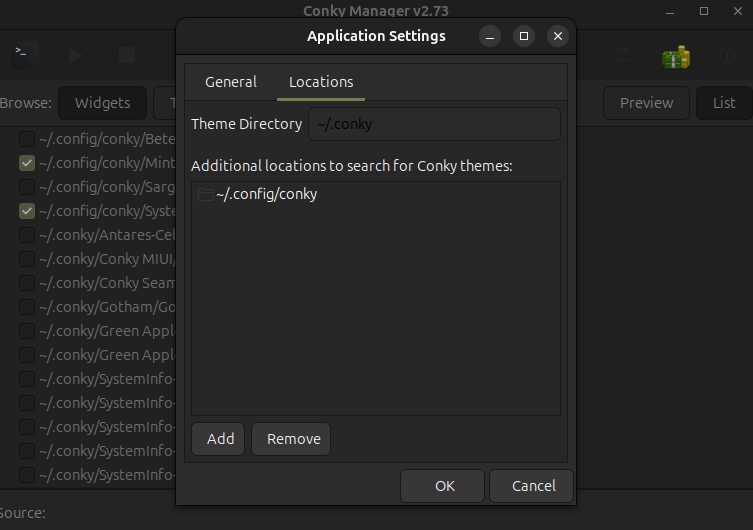 Conky Manager v2.73
Application Settings
General Locations
Browse: Widgets T Preview List
Theme Directory ~/.conky
Additional locations to search for Conky themes:
~/.config/conky
~/.config/conky/Bete
~/.config/conky/Mint
~/.config/conky/Sarg
~/.config/conky/Syste
~/.conky/Antares-Cel
~/.conky/Conky MIUI/
~/.conky/Conky Seam
~/.conky/Gotham/Go
~/.conky/Green Appl
~/.conky/Green Appl
~/.conky/SystemInfo-
~/.conky/SystemInfo-
~/.conky/SystemInfo-
~/.conky/SystemInfo-
~/.conky/SystemInfo-
Add Remove
OK Cancel
Source: